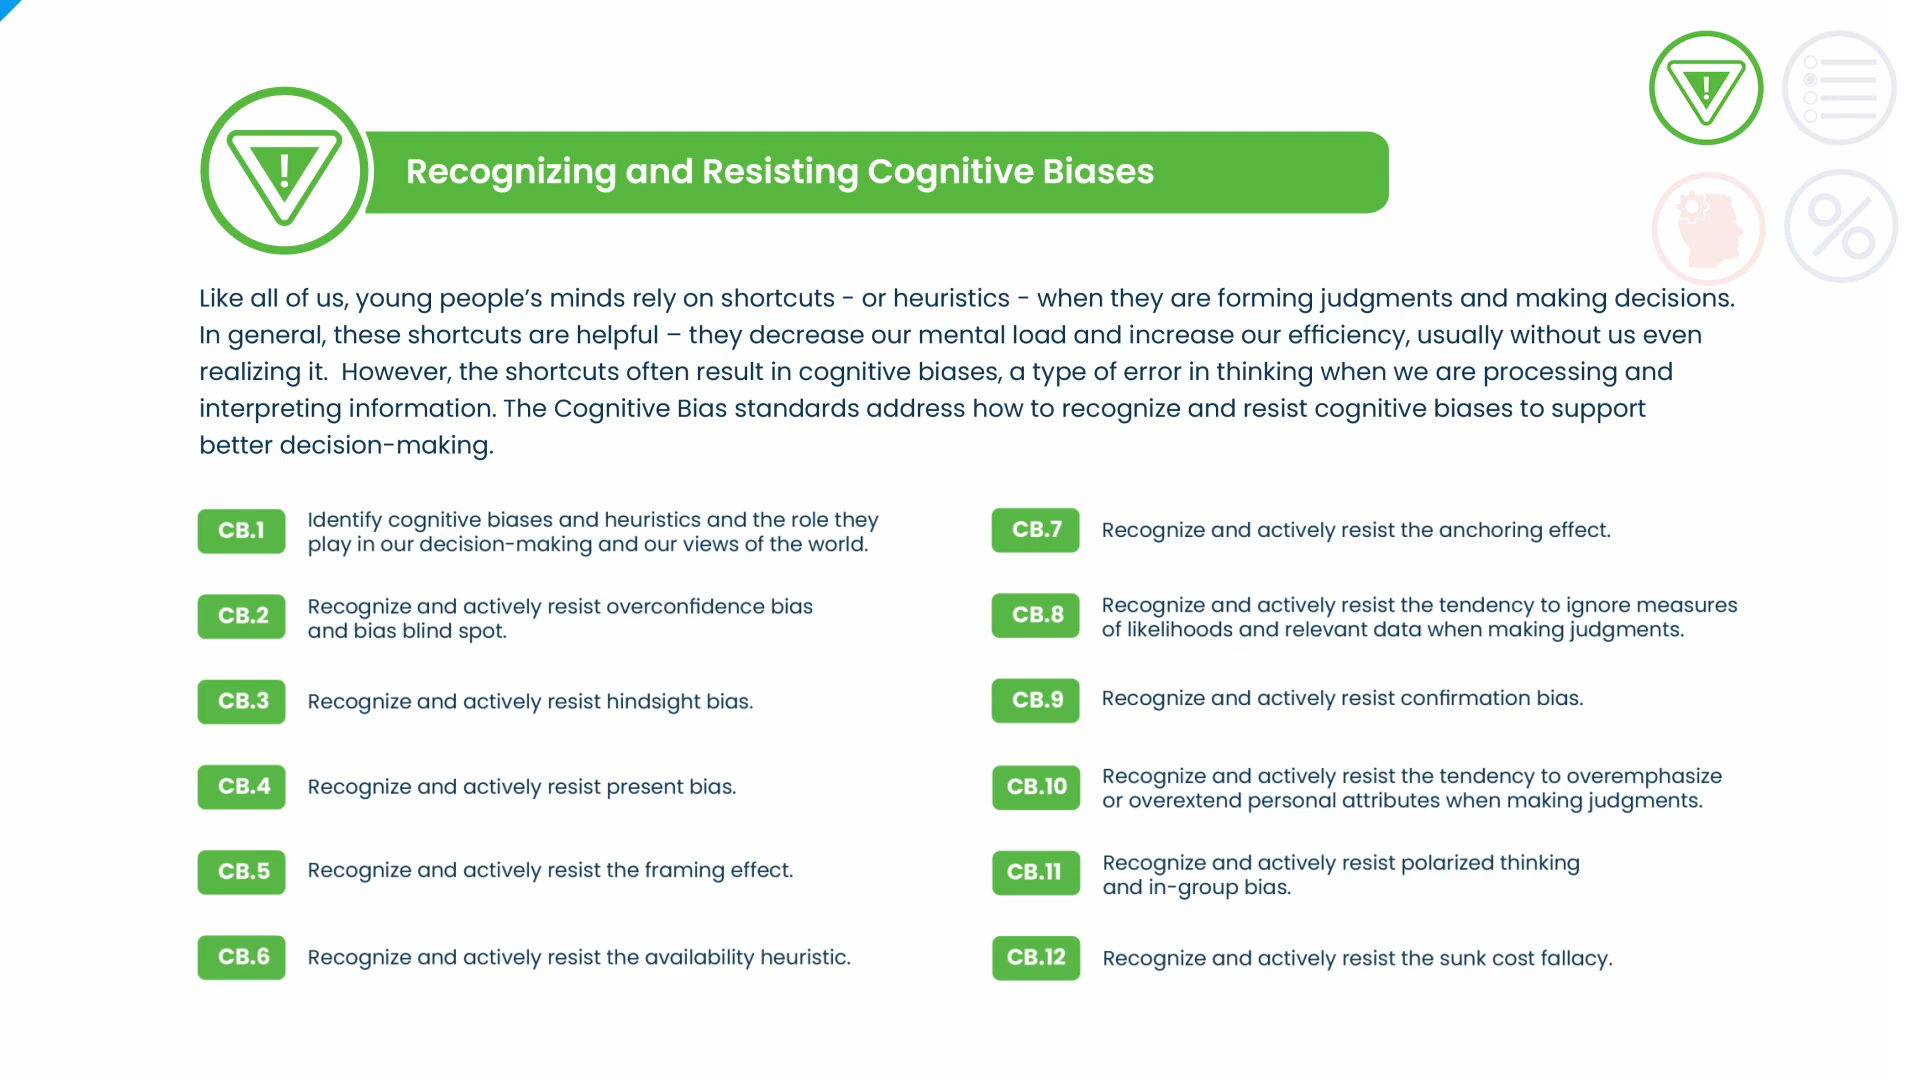 Recognizing and Resisting Cognitive Biases
Like all of us, young people’s minds rely on shortcuts - or heuristics - when they are forming judgments and making decisions.
In general, these shortcuts are helpful – they decrease our mental load and increase our efficiency, usually without us even
realizing it.  However, the shortcuts often result in cognitive biases, a type of error in thinking when we are processing and
interpreting information. The Cognitive Bias standards address how to recognize and resist cognitive biases to support
better decision-making.
CB.1
Identify cognitive biases and heuristics and the role they
play in our decision-making and our views of the world.
CB.2
Recognize and actively resist overconfidence bias
and bias blind spot.
CB.3
Recognize and actively resist hindsight bias.
CB.4
Recognize and actively resist present bias.
CB.5
Recognize and actively resist the framing effect.
CB.6
Recognize and actively resist the availability heuristic.
CB.7
Recognize and actively resist the anchoring effect.
CB.8
Recognize and actively resist the tendency to ignore measures
of likelihoods and relevant data when making judgments.
CB.9
Recognize and actively resist confirmation bias.
CB.10
Recognize and actively resist the tendency to overemphasize
or overextend personal attributes when making judgments.
CB.11
Recognize and actively resist polarized thinking
and in-group bias.
CB.12
Recognize and actively resist the sunk cost fallacy.